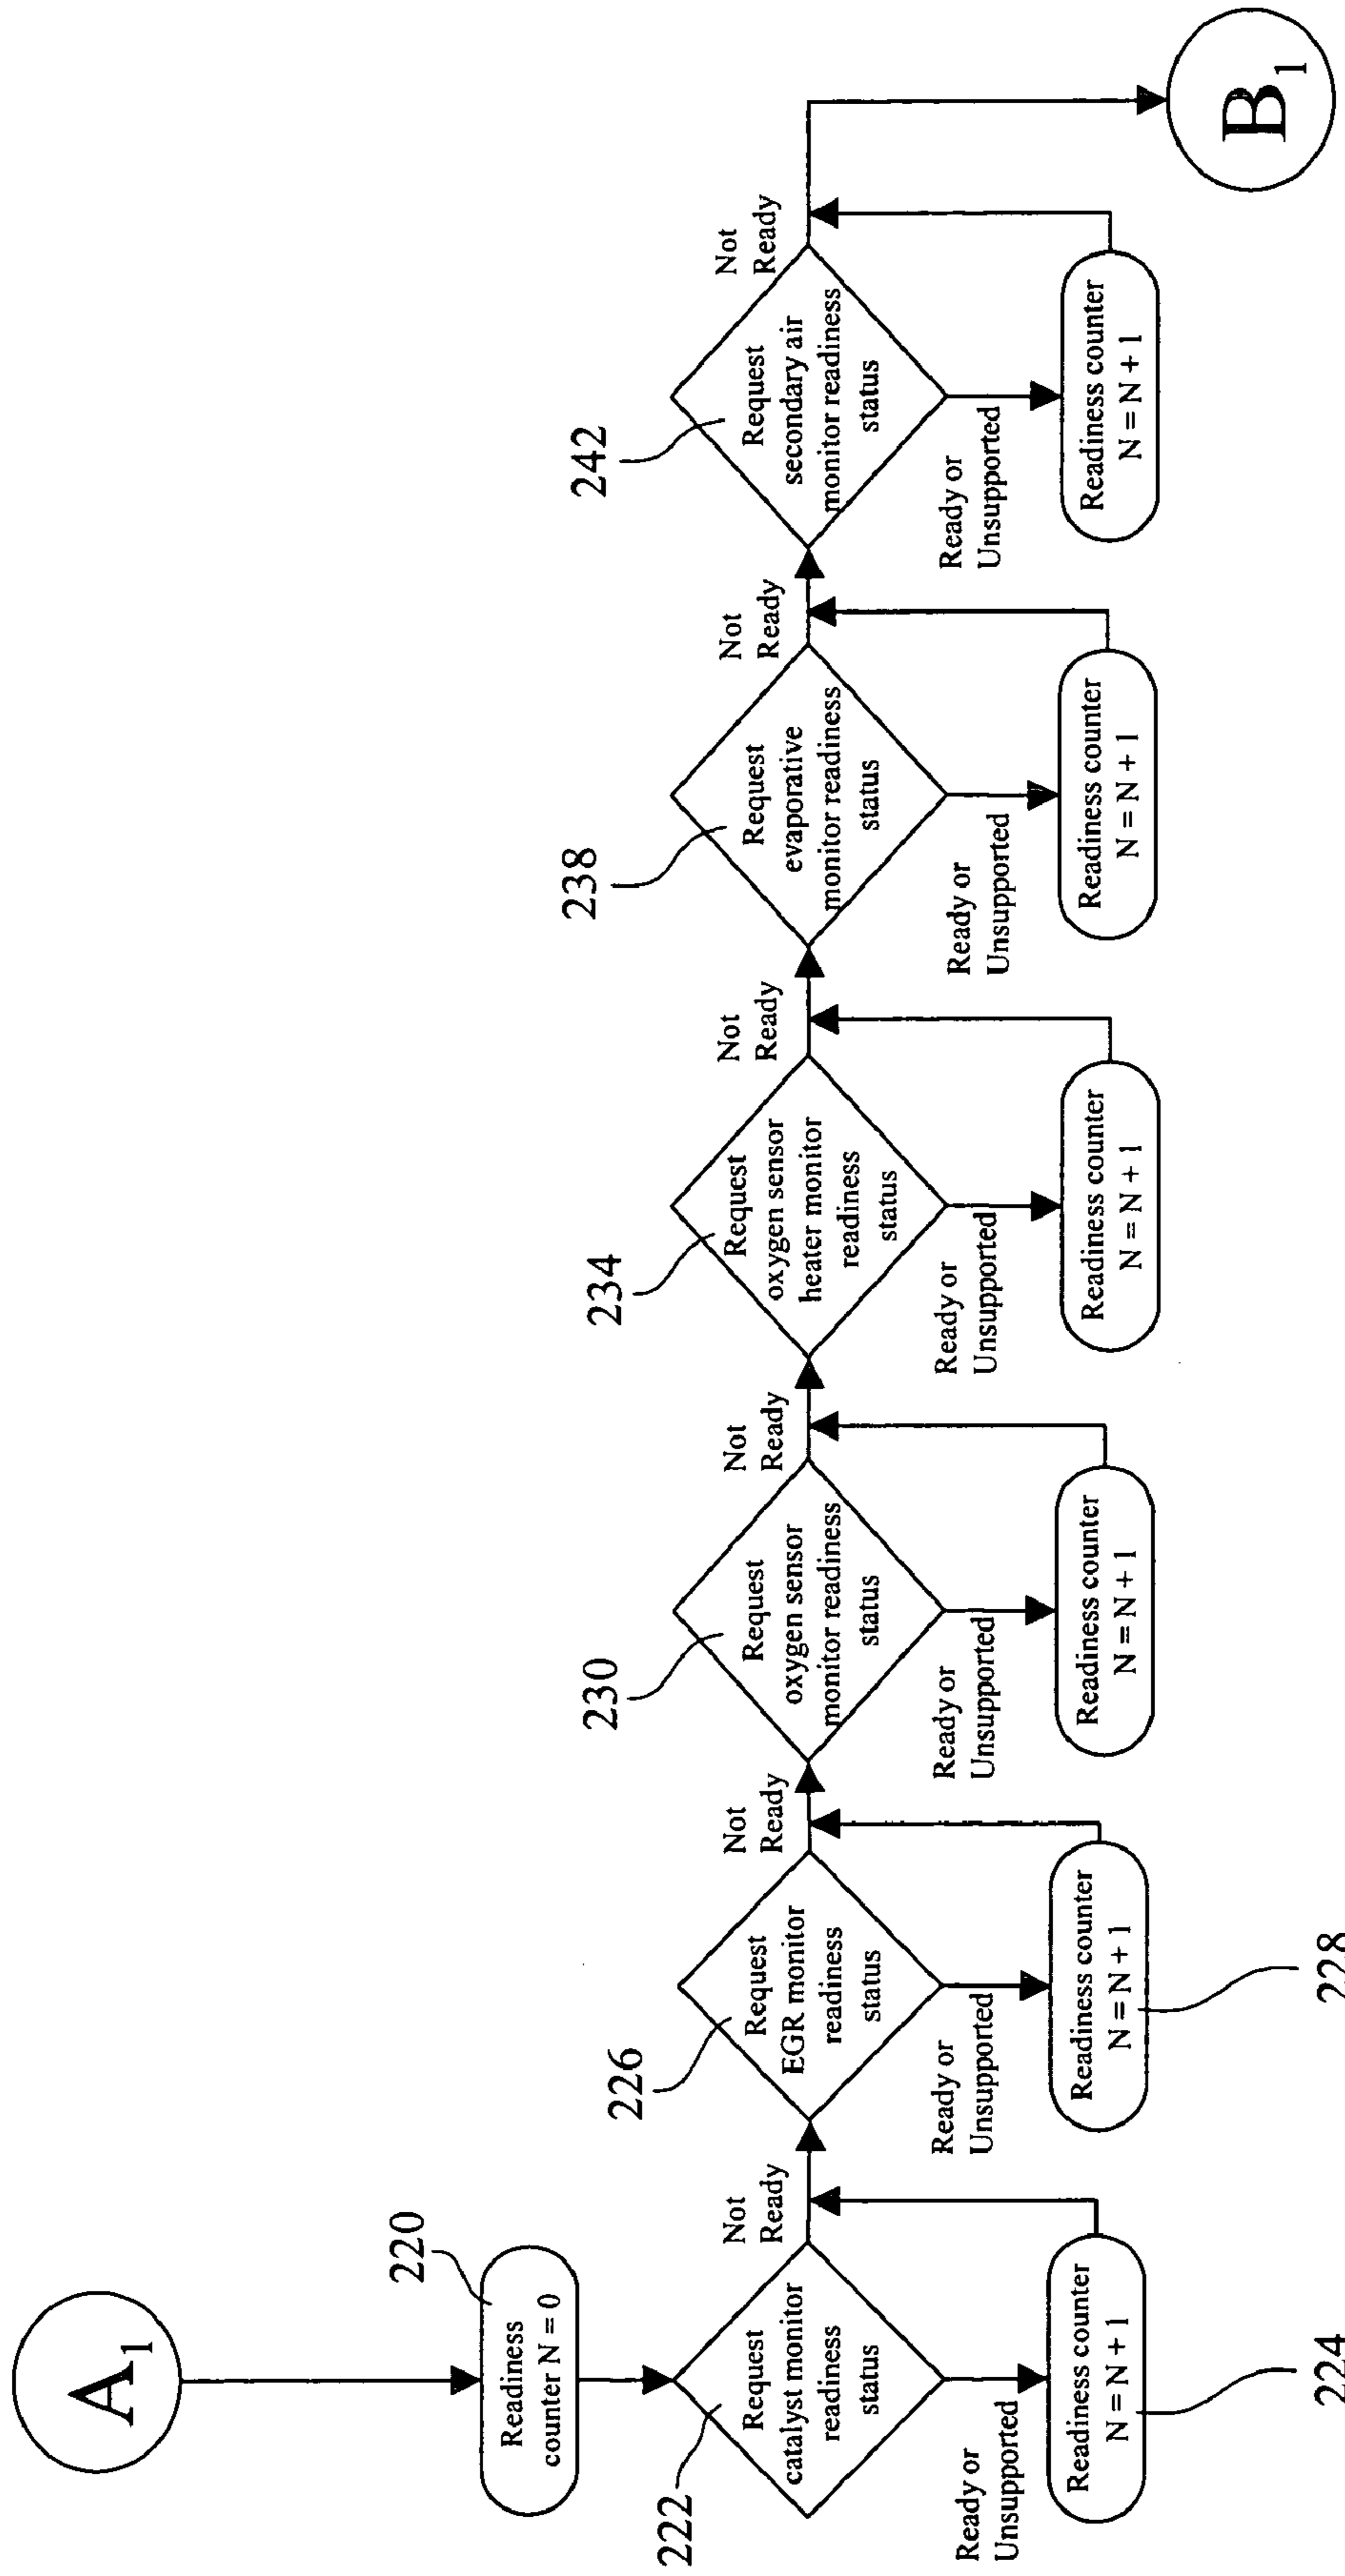 A1
220
Readiness
counter N = 0
222
Request
catalyst monitor
readiness
status
Not
Ready
Ready or
Unsupported
Readiness counter
N = N + 1
224
226
Request
EGR monitor
readiness
status
Not
Ready
Ready or
Unsupported
Readiness counter
N = N + 1
228
230
Request
oxygen sensor
monitor readiness
status
Not
Ready
Ready or
Unsupported
Readiness counter
N = N + 1
234
Request
oxygen sensor
heater monitor
readiness
status
Not
Ready
Ready or
Unsupported
Readiness counter
N = N + 1
238
Request
evaporative
monitor readiness
status
Not
Ready
Ready or
Unsupported
Readiness counter
N = N + 1
242
Request
secondary air
monitor readiness
status
Not
Ready
Ready or
Unsupported
Readiness counter
N = N + 1
B1